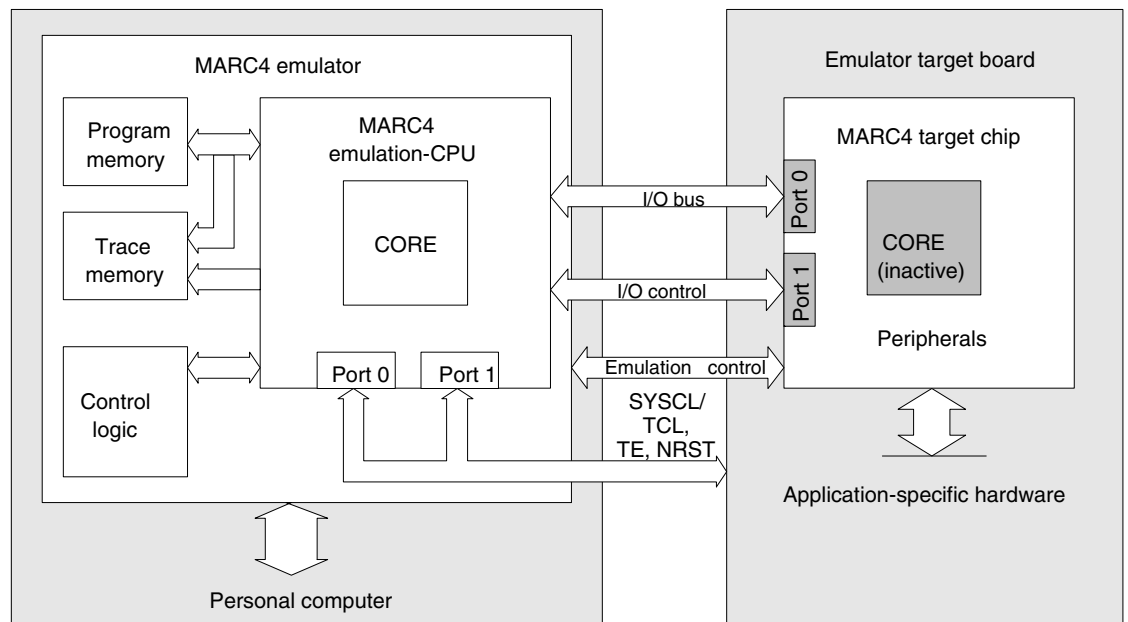 MARC4 emulator
Program
memory
Trace
memory
Control
logic
MARC4
emulation-CPU
CORE
Port 0
Port 1
I/O bus
I/O control
Emulation control
SYSCL/
TCL,
TE, NRST
Personal computer
Emulator target board
MARC4 target chip
Port 0
Port 1
CORE
(inactive)
Peripherals
Application-specific hardware